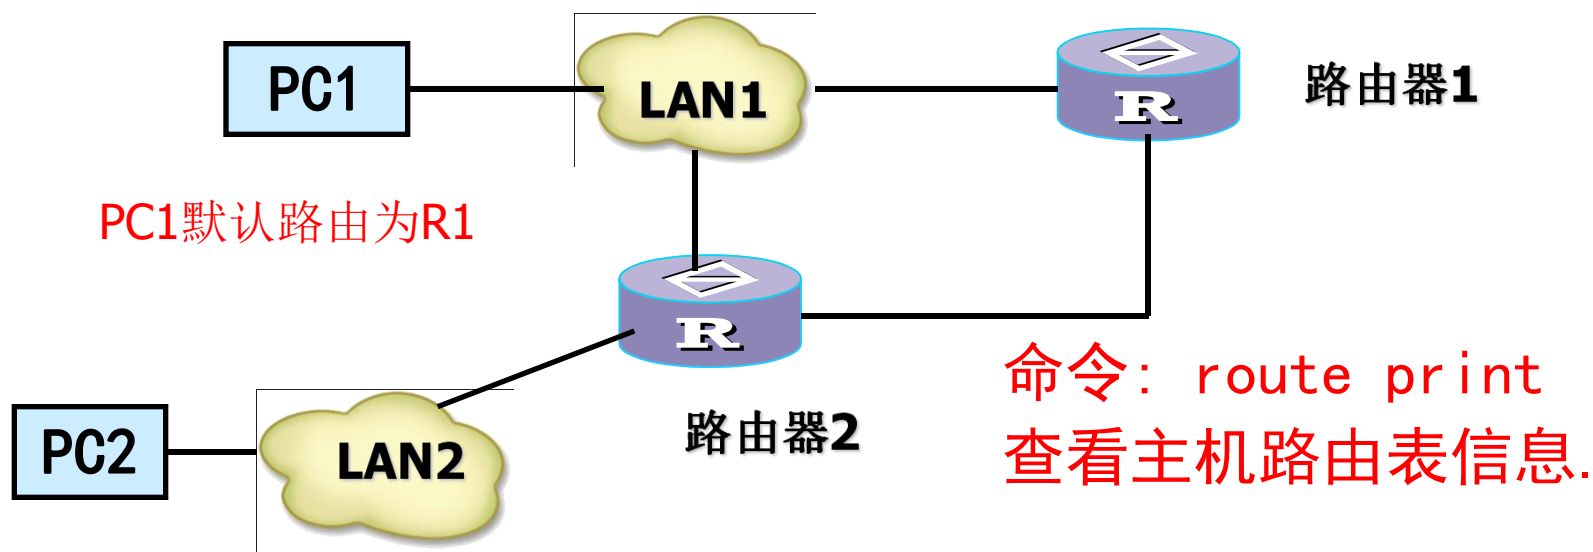 PC1
LAN1
R
路由器1
PC1默认路由为R1
R
路由器2
命令: route print
查看主机路由表信息.
PC2
LAN2